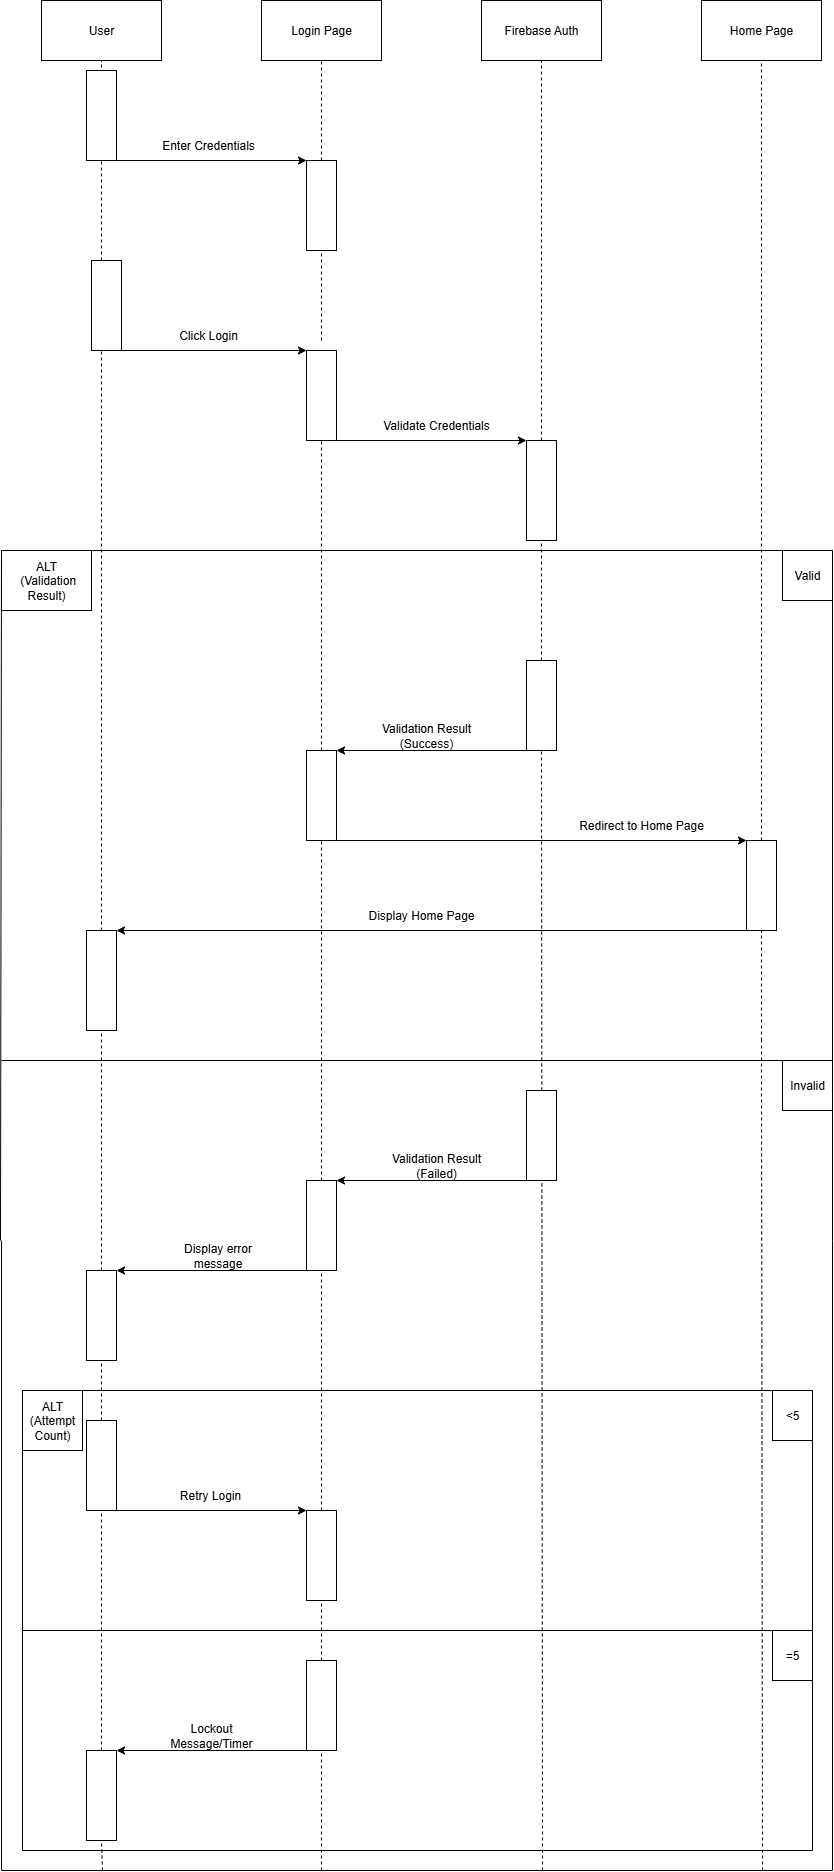 User
Login Page
Firebase Auth
Home Page
Enter Credentials
Click Login
Validate Credentials
ALT
(Validation
Result)
Valid
Validation Result
(Success)
Redirect to Home Page
Display Home Page
Invalid
Validation Result
(Failed)
Display error
message
ALT
(Attempt
Count)
<5
Retry Login
=5
Lockout
Message/Timer